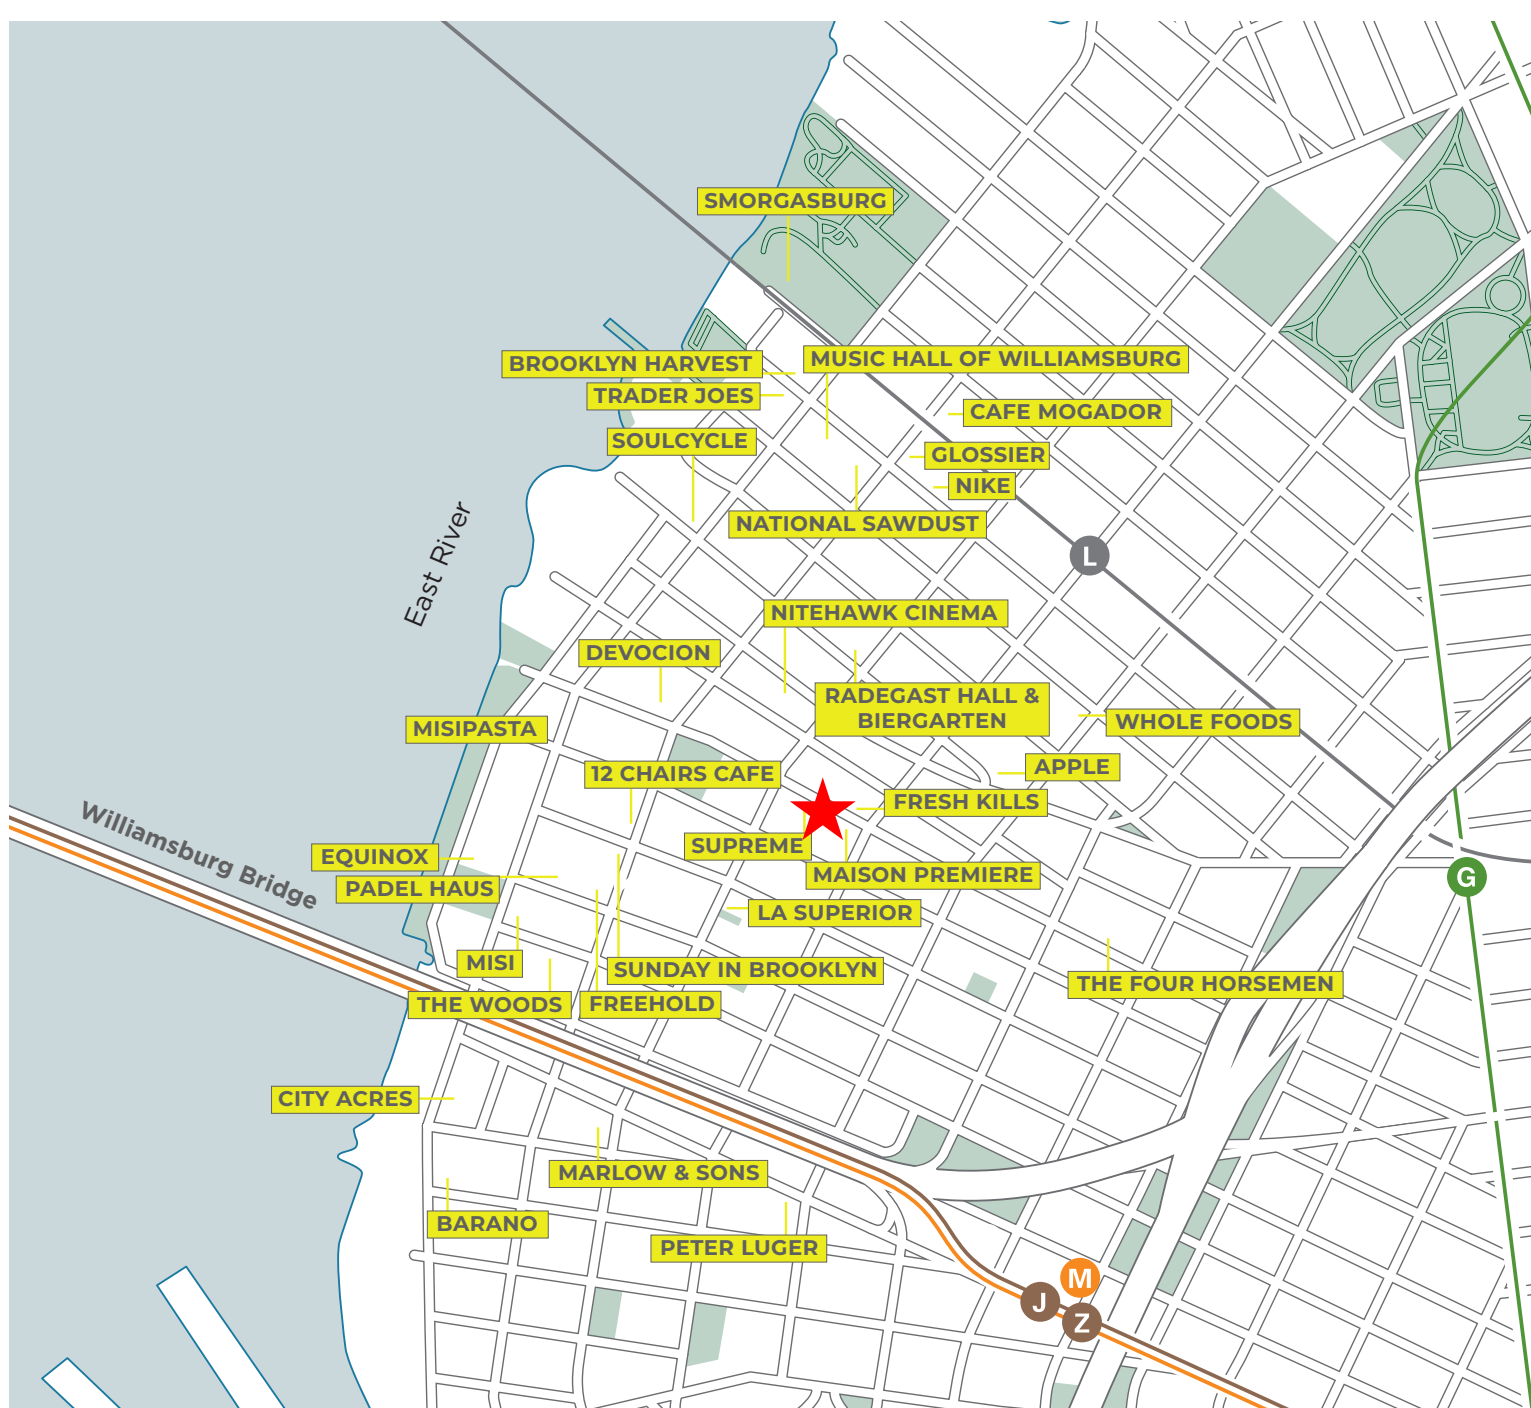 SMORGASBURG
BROOKLYN HARVEST
MUSIC HALL OF WILLIAMSBURG
TRADER JOES
CAFE MOGADOR
SOULCYCLE
GLOSSIER
NIKE
NATIONAL SAWDUST
East River
L
NITEHAWK CINEMA
DEVOCION
RADEGAST HALL &
BIERGARTEN
WHOLE FOODS
MISIPASTA
APPLE
12 CHAIRS CAFE
FRESH KILLS
SUPREME
Williamsburg Bridge
EQUINOX
MAISON PREMIERE
G
PADEL HAUS
LA SUPERIOR
MISI
SUNDAY IN BROOKLYN
THE FOUR HORSEMEN
THE WOODS
FREEHOLD
CITY ACRES
MARLOW & SONS
BARANO
PETER LUGER
M
J
Z